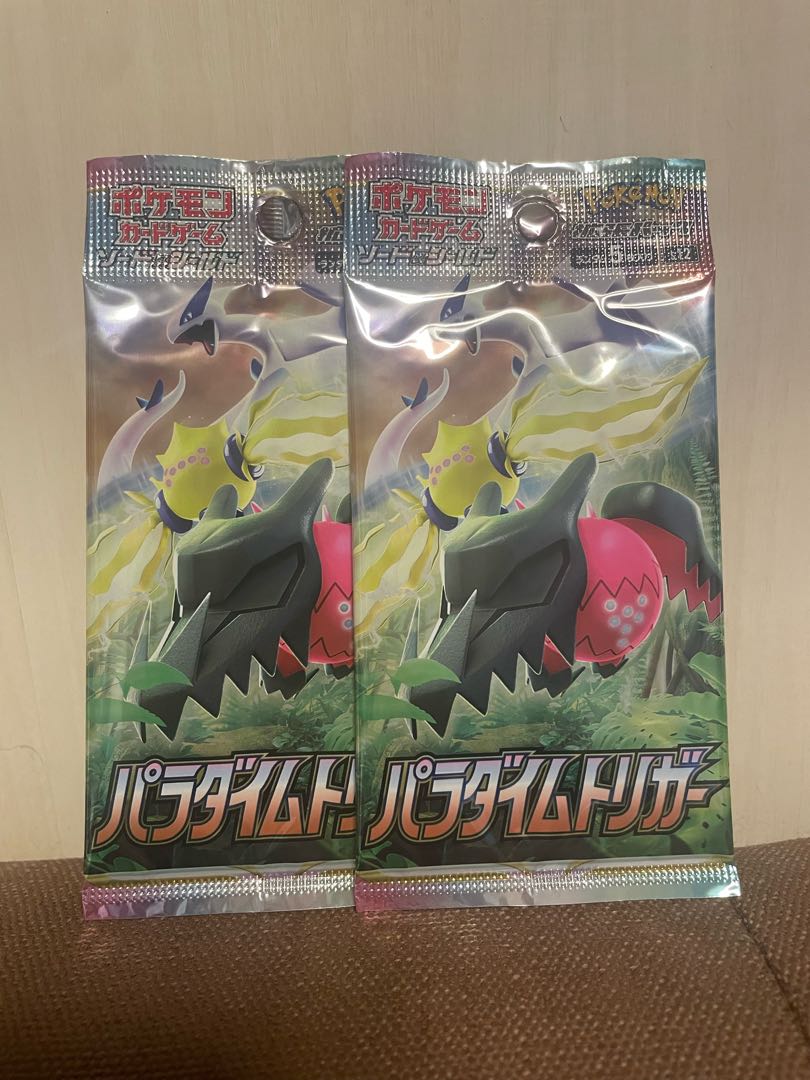 ポケモン
カードゲーム
ソード&シールド
ポケモン
カードゲーム
ソード&シールド
Pokémon
パラダイムトリガー
パラダイムトリガー